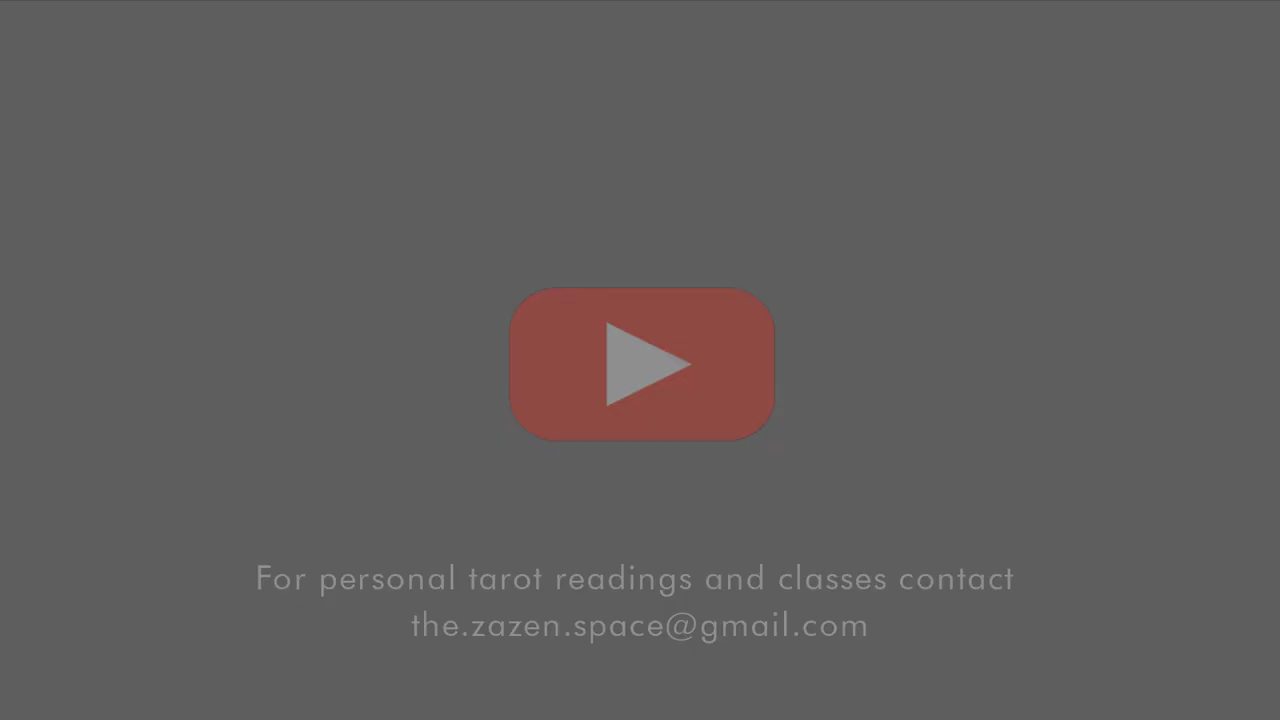 For personal tarot readings and classes contact
the.zazen.space@gmail.com